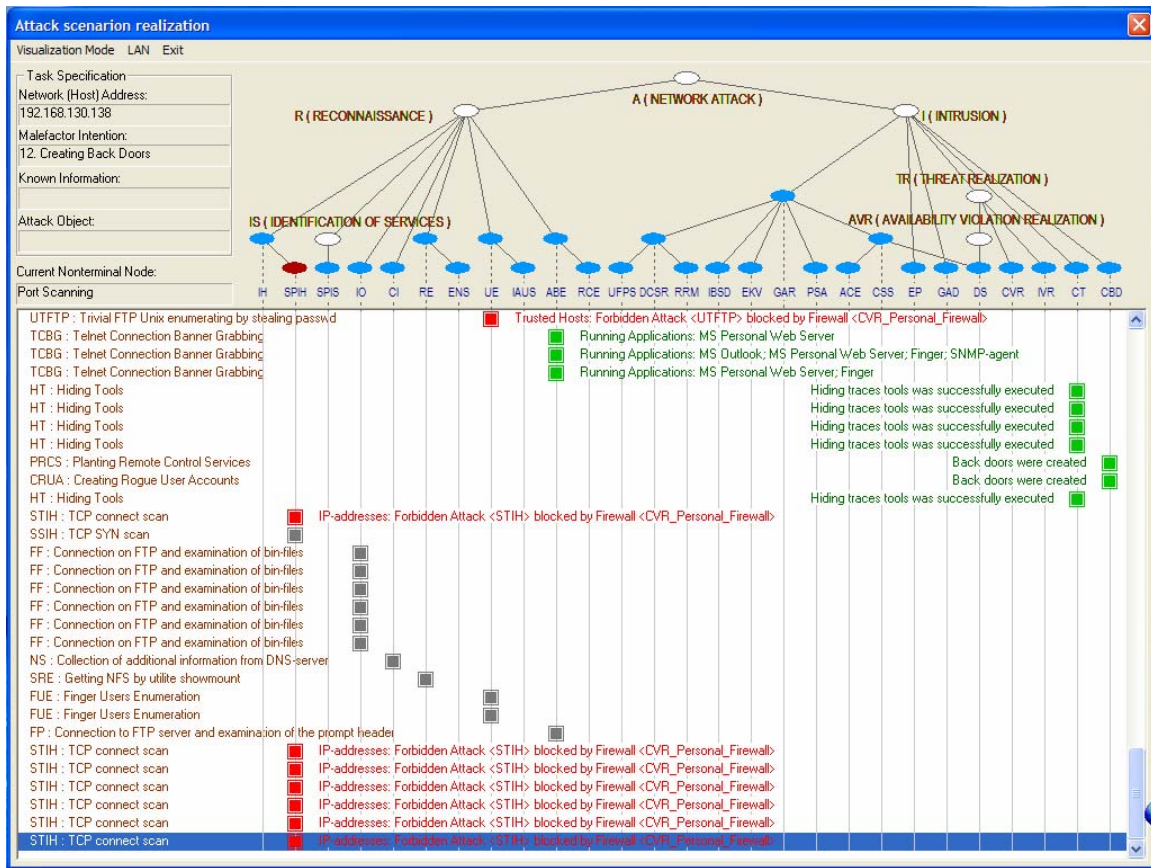 Attack scenarion realization
Visualization Mode LAN Exit
Task Specification
Network (Host) Address:
192.168.130.138
Malefactor Intention:
12. Creating Back Doors
Known Information:
Attack Object:
Current Nonterminal Node:
Port Scanning
A ( NETWORK ATTACK )
R ( RECONNAISSANCE )
I ( INTRUSION )
TR ( THREAT REALIZATION )
IS ( IDENTIFICATION OF SERVICES )
AVR ( AVAILABILITY VIOLATION REALIZATION )
IH SPIH SPIS IO CI RE ENS UE IAUS ABE RCE UFPS DCSR RRM IBSD EKV GAR PSA ACE CSS EP GAD DS CVR IVR CT CBD
UTFTP : Trivial FTP Unix enumerating by stealing passwd Trusted Hosts: Forbidden Attack <UTFTP> blocked by Firewall <CVR_Personal_Firewall>
TCBG : Telnet Connection Banner Grabbing Running Applications: MS Personal Web Server
TCBG : Telnet Connection Banner Grabbing Running Applications: MS Outlook; MS Personal Web Server; Finger; SNMP-agent
TCBG : Telnet Connection Banner Grabbing Running Applications: MS Personal Web Server; Finger
HT : Hiding Tools Hiding traces tools was successfully executed
HT : Hiding Tools Hiding traces tools was successfully executed
HT : Hiding Tools Hiding traces tools was successfully executed
HT : Hiding Tools Hiding traces tools was successfully executed
PRCS : Planting Remote Control Services Back doors were created
CRUA : Creating Rogue User Accounts Back doors were created
HT : Hiding Tools Hiding traces tools was successfully executed
STIH : TCP connect scan IP-addresses: Forbidden Attack <STIH> blocked by Firewall <CVR_Personal_Firewall>
SSIH : TCP SYN scan
FF : Connection on FTP and examination of bin-files
FF : Connection on FTP and examination of bin-files
FF : Connection on FTP and examination of bin-files
FF : Connection on FTP and examination of bin-files
FF : Connection on FTP and examination of bin-files
FF : Connection on FTP and examination of bin-files
NS : Collection of additional information from DNS-server
SRE : Getting NFS by utilite showmount
FUE : Finger Users Enumeration
FUE : Finger Users Enumeration
FP : Connection to FTP server and examination of the prompt header
STIH : TCP connect scan IP-addresses: Forbidden Attack <STIH> blocked by Firewall <CVR_Personal_Firewall>
STIH : TCP connect scan IP-addresses: Forbidden Attack <STIH> blocked by Firewall <CVR_Personal_Firewall>
STIH : TCP connect scan IP-addresses: Forbidden Attack <STIH> blocked by Firewall <CVR_Personal_Firewall>
STIH : TCP connect scan IP-addresses: Forbidden Attack <STIH> blocked by Firewall <CVR_Personal_Firewall>
STIH : TCP connect scan IP-addresses: Forbidden Attack <STIH> blocked by Firewall <CVR_Personal_Firewall>
STIH : TCP connect scan IP-addresses: Forbidden Attack <STIH> blocked by Firewall <CVR_Personal_Firewall>